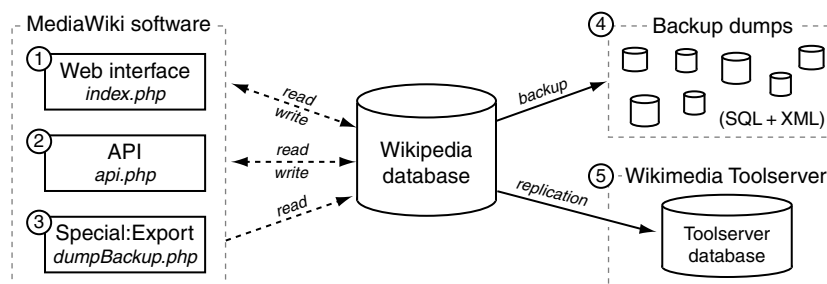 MediaWiki software
1
Web interface
index.php
2
API
api.php
3
Special:Export
dumpBackup.php
read
write
read
write
read
Wikipedia
database
backup
replication
4
Backup dumps
(SQL + XML)
5
Wikimedia Toolserver
Toolserver
database